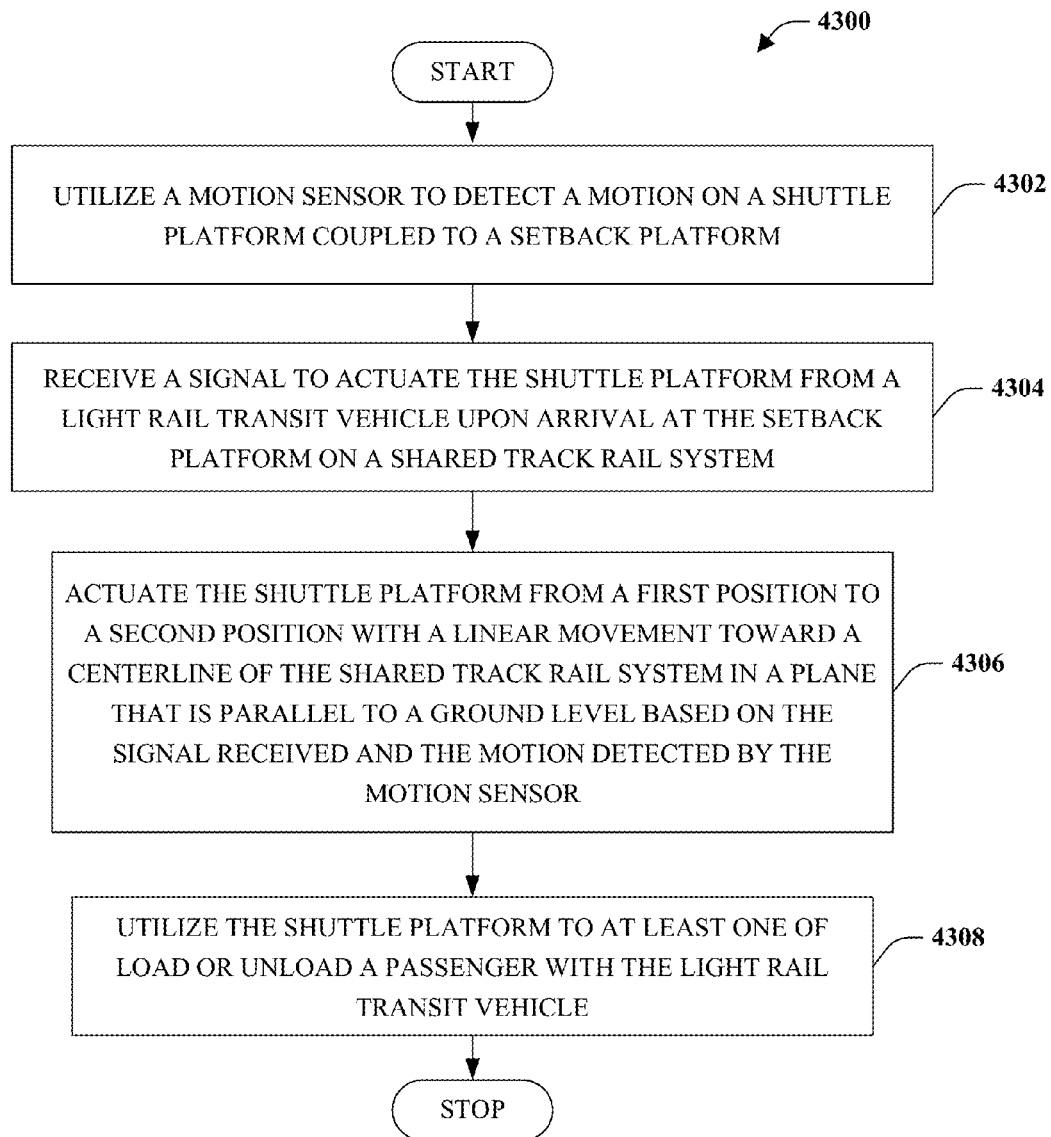 4300
START
UTILIZE A MOTION SENSOR TO DETECT A MOTION ON A SHUTTLE
PLATFORM COUPLED TO A SETBACK PLATFORM
4302
RECEIVE A SIGNAL TO ACTUATE THE SHUTTLE PLATFORM FROM A
LIGHT RAIL TRANSIT VEHICLE UPON ARRIVAL AT THE SETBACK
PLATFORM ON A SHARED TRACK RAIL SYSTEM
4304
ACTUATE THE SHUTTLE PLATFORM FROM A FIRST POSITION TO
A SECOND POSITION WITH A LINEAR MOVEMENT TOWARD A
CENTERLINE OF THE SHARED TRACK RAIL SYSTEM IN A PLANE
THAT IS PARALLEL TO A GROUND LEVEL BASED ON THE
SIGNAL RECEIVED AND THE MOTION DETECTED BY THE
MOTION SENSOR
4306
UTILIZE THE SHUTTLE PLATFORM TO AT LEAST ONE OF
LOAD OR UNLOAD A PASSENGER WITH THE LIGHT RAIL
TRANSIT VEHICLE
4308
STOP